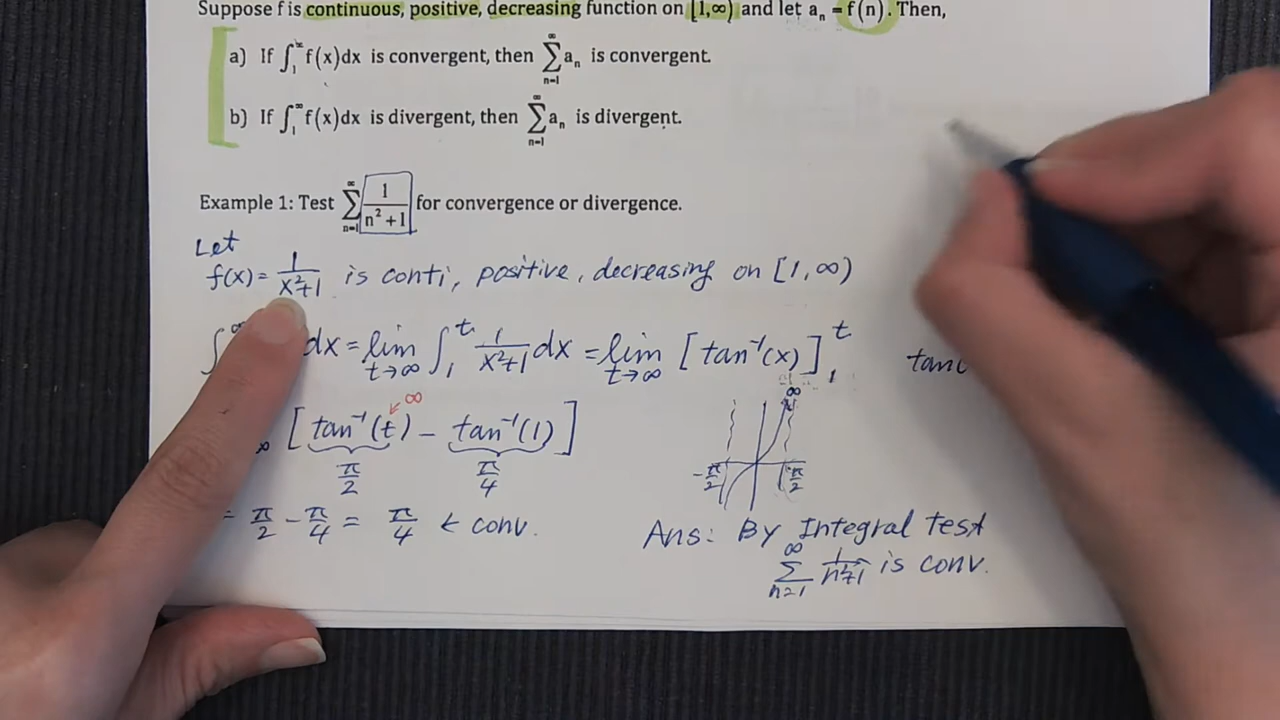 Suppose f is continuous, positive, decreasing function on [1,∞) and let aₙ = f(n). Then,
a) If ∫₁^∞ f(x)dx is convergent, then ∑_{n=1}^∞ aₙ is convergent.
b) If ∫₁^∞ f(x)dx is divergent, then ∑_{n=1}^∞ aₙ is divergent.
Example 1: Test ∑_{n=1}^∞ 1/(n²+1) for convergence or divergence.
Let
f(x) = 1/(x²+1) is conti, positive, decreasing on [1,∞)
∫ ∞ dx = lim_{t→∞} ∫₁^t 1/(x²+1) dx = lim_{t→∞} [tan⁻¹(x)]₁^t
tan
∞ [tan⁻¹(t) − tan⁻¹(1)]
∞
π/2 π/4
∞
-π/2 π/2
= π/2 − π/4 = π/4 ← conv.
Ans: By Integral test
∑_{n=1}^∞ 1/(n²+1) is conv.